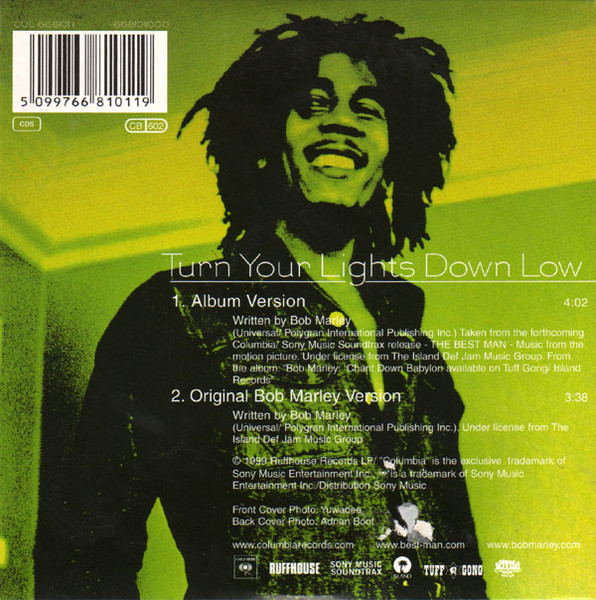 COL 668101 1 6681011000
5 099766 810119
CDS CB 602
Turn Your Lights Down Low
1. Album Version 4:02
Written by Bob Marley
(Universal/ Polygran International Publishing Inc.) Taken from the forthcoming
Columbia/ Sony Music Soundtrax release - THE BEST MAN - Music from the
motion picture. Under license from The Island Def Jam Music Group. From
the album: "Bob Marley: Chant Down Babylon available on Tuff Gong/ Island
Records"
2. Original Bob Marley Version 3:38
Written by Bob Marley
(Universal/ Polygran International Publishing Inc.). Under license from The
Island Def Jam Music Group
© 1999 Ruffhouse Records LP/ "Columbia" is the exclusive trademark of
Sony Music Entertainment Inc. is a trademark of Sony Music
Entertainment Inc./Distribution Sony Music
Front Cover Photo: Yuwadee
Back Cover Photo: Adrian Boot
www.columbiarecords.com www.best-man.com www.bobmarley.com
COLUMBIA RUFFHOUSE SONY MUSIC SOUNDTRAX ISLAND TUFF GONG